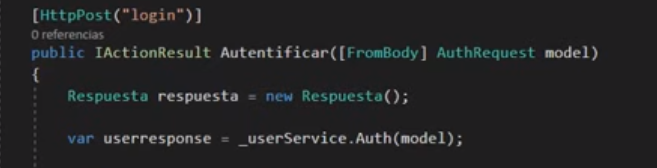 [HttpPost("login")]
0 referencias
public IActionResult Autentificar([FromBody] AuthRequest model)
{
Respuesta respuesta = new Respuesta();
var userresponse = _userService.Auth(model);